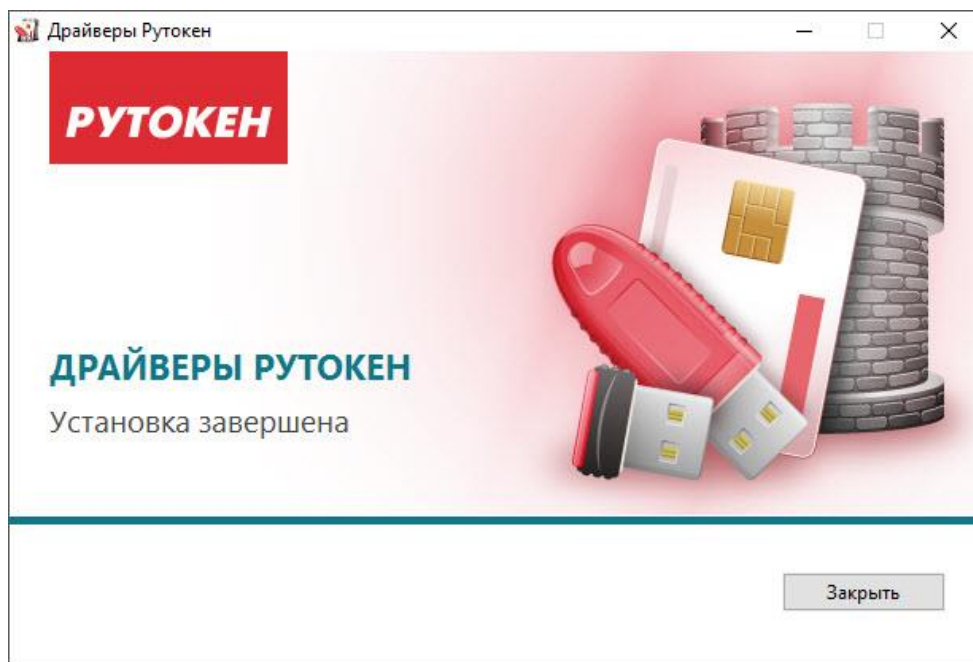 Драйверы Рутокен
РУТОКЕН
ДРАЙВЕРЫ РУТОКЕН
Установка завершена
Закрыть